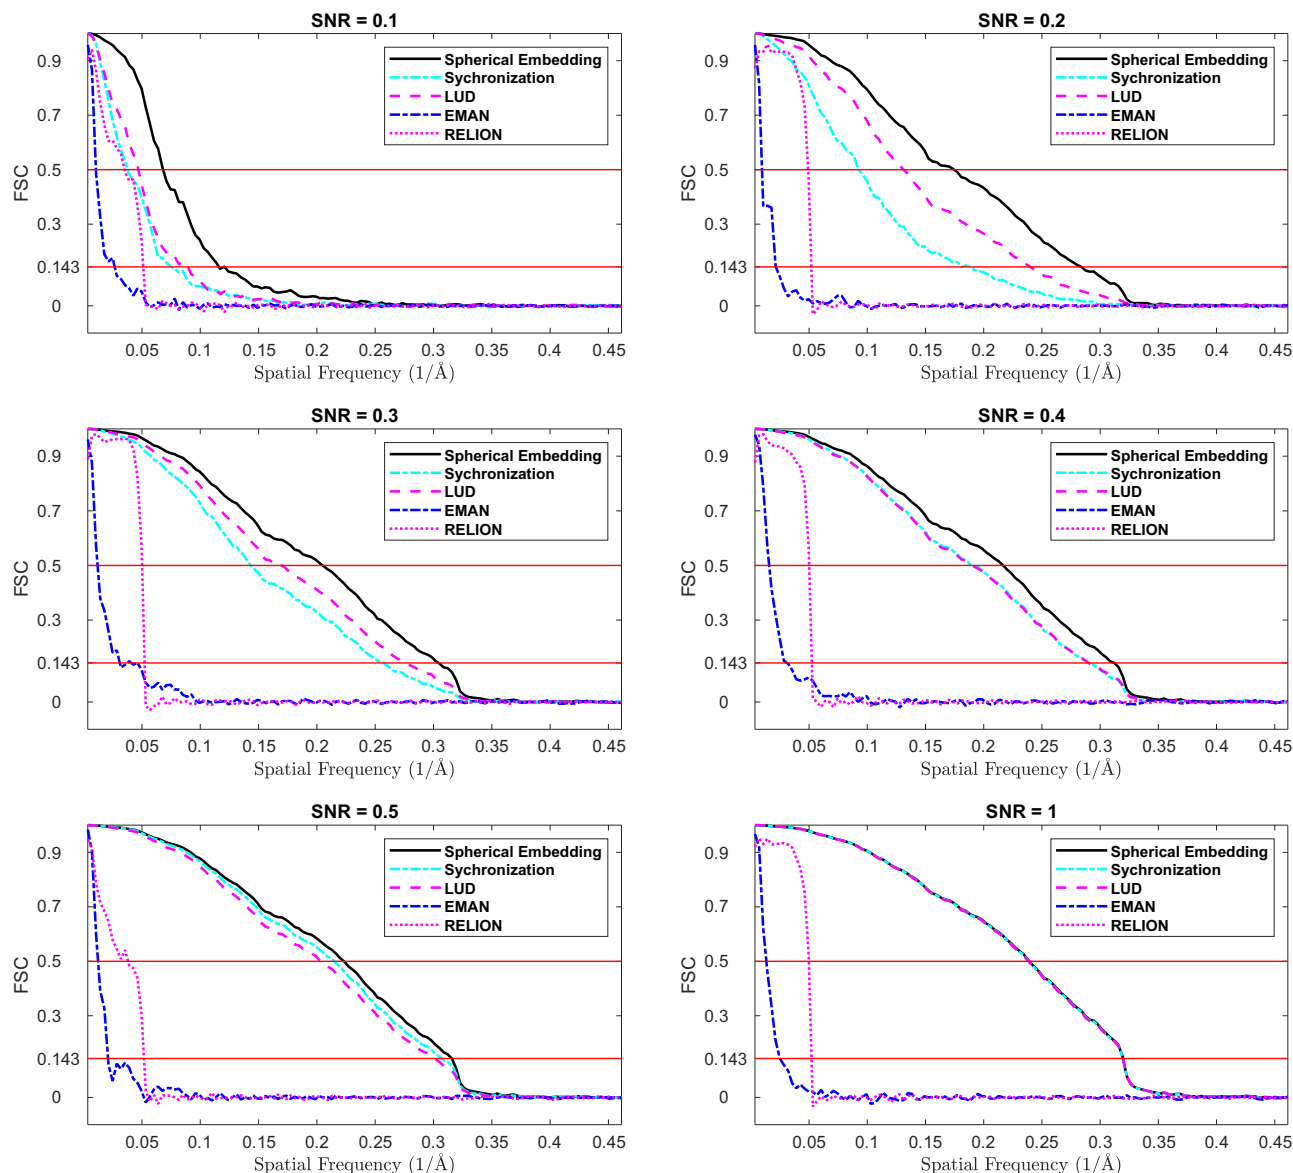 SNR = 0.1
FSC
0.9
0.7
0.5
0.3
0.143
0
Spherical Embedding
Sychronization
LUD
EMAN
RELION
0.05 0.1 0.15 0.2 0.25 0.3 0.35 0.4 0.45
Spatial Frequency (1/Å)
SNR = 0.2
FSC
0.9
0.7
0.5
0.3
0.143
0
Spherical Embedding
Sychronization
LUD
EMAN
RELION
0.05 0.1 0.15 0.2 0.25 0.3 0.35 0.4 0.45
Spatial Frequency (1/Å)
SNR = 0.3
FSC
0.9
0.7
0.5
0.3
0.143
0
Spherical Embedding
Sychronization
LUD
EMAN
RELION
0.05 0.1 0.15 0.2 0.25 0.3 0.35 0.4 0.45
Spatial Frequency (1/Å)
SNR = 0.4
FSC
0.9
0.7
0.5
0.3
0.143
0
Spherical Embedding
Sychronization
LUD
EMAN
RELION
0.05 0.1 0.15 0.2 0.25 0.3 0.35 0.4 0.45
Spatial Frequency (1/Å)
SNR = 0.5
FSC
0.9
0.7
0.5
0.3
0.143
0
Spherical Embedding
Sychronization
LUD
EMAN
RELION
0.05 0.1 0.15 0.2 0.25 0.3 0.35 0.4 0.45
Spatial Frequency (1/Å)
SNR = 1
FSC
0.9
0.7
0.5
0.3
0.143
0
Spherical Embedding
Sychronization
LUD
EMAN
RELION
0.05 0.1 0.15 0.2 0.25 0.3 0.35 0.4 0.45
Spatial Frequency (1/Å)